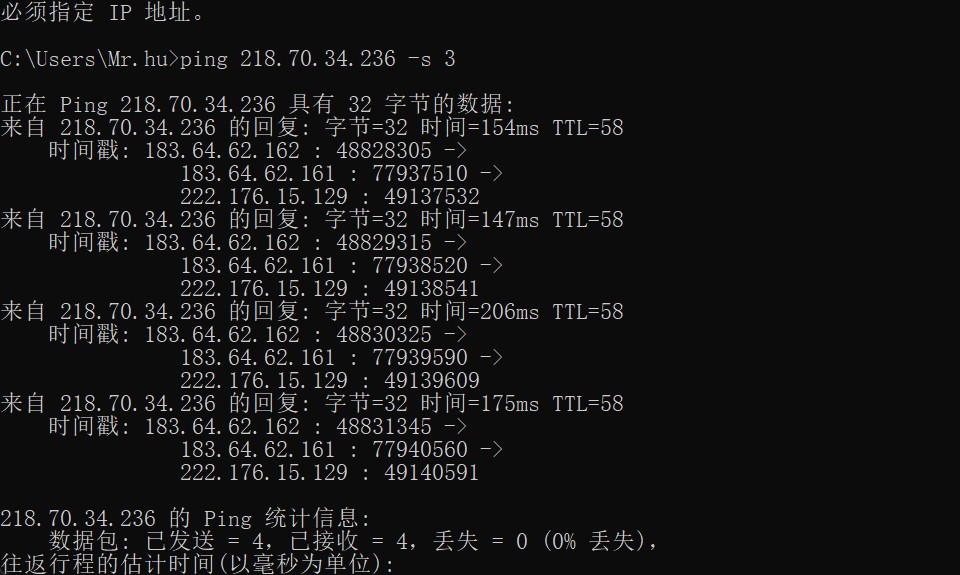 必须指定 IP 地址。
C:\Users\Mr.hu>ping 218.70.34.236 -s 3
正在 Ping 218.70.34.236 具有 32 字节的数据:
来自 218.70.34.236 的回复: 字节=32 时间=154ms TTL=58
时间戳: 183.64.62.162 : 48828305 ->
183.64.62.161 : 77937510 ->
222.176.15.129 : 49137532
来自 218.70.34.236 的回复: 字节=32 时间=147ms TTL=58
时间戳: 183.64.62.162 : 48829315 ->
183.64.62.161 : 77938520 ->
222.176.15.129 : 49138541
来自 218.70.34.236 的回复: 字节=32 时间=206ms TTL=58
时间戳: 183.64.62.162 : 48830325 ->
183.64.62.161 : 77939590 ->
222.176.15.129 : 49139609
来自 218.70.34.236 的回复: 字节=32 时间=175ms TTL=58
时间戳: 183.64.62.162 : 48831345 ->
183.64.62.161 : 77940560 ->
222.176.15.129 : 49140591
218.70.34.236 的 Ping 统计信息:
数据包: 已发送 = 4，已接收 = 4，丢失 = 0 (0% 丢失)，
往返行程的估计时间(以毫秒为单位):